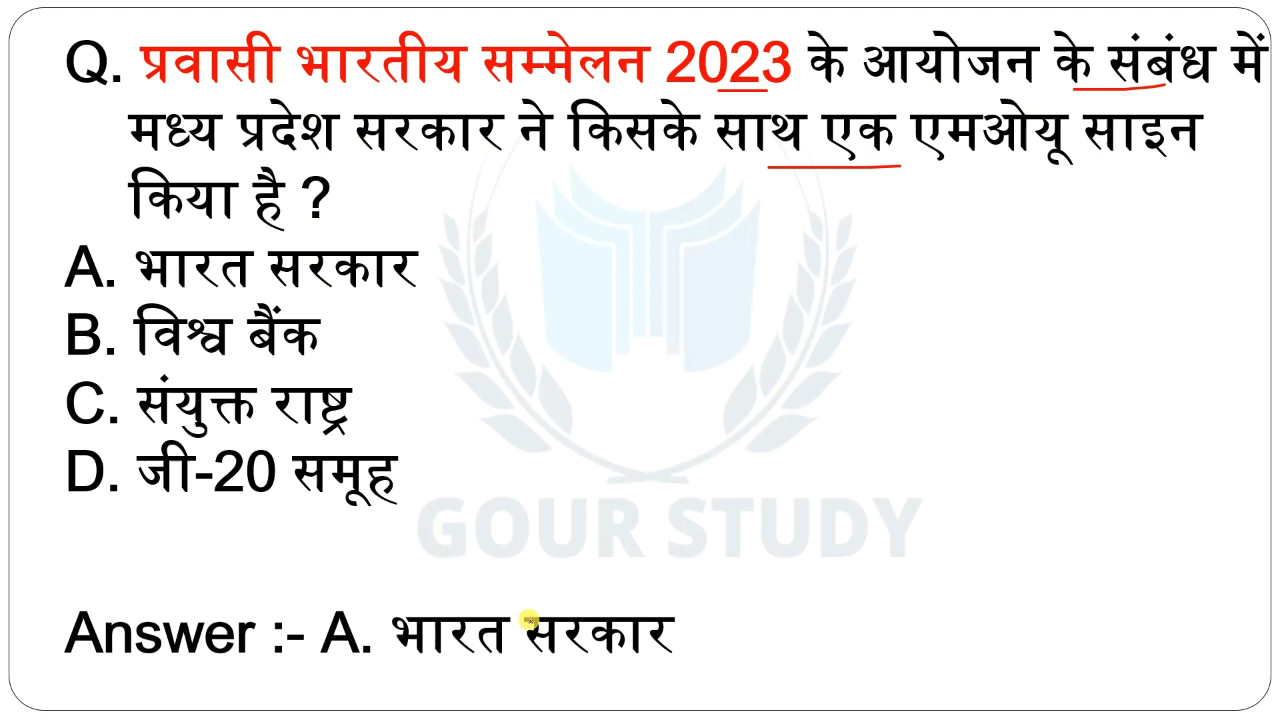 Q. प्रवासी भारतीय सम्मेलन 2023 के आयोजन के संबंध में
मध्य प्रदेश सरकार ने किसके साथ एक एमओयू साइन
किया है ?
A. भारत सरकार
B. विश्व बैंक
C. संयुक्त राष्ट्र
D. जी-20 समूह
GOUR STUDY
Answer :- A. भारत सरकार